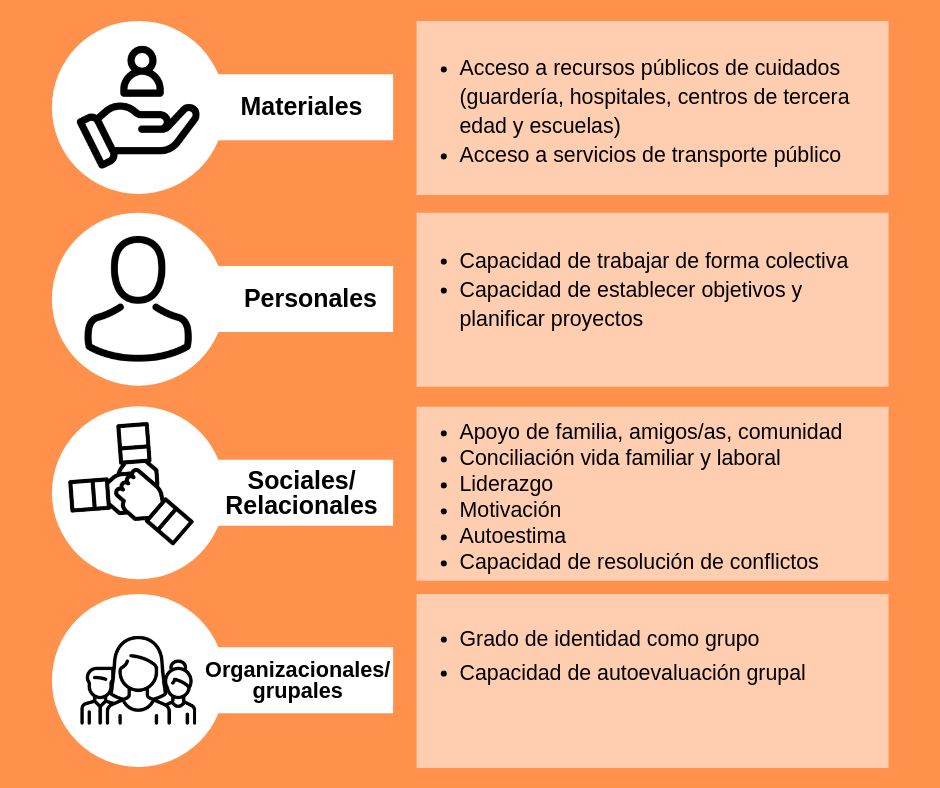 Materiales
• Acceso a recursos públicos de cuidados
(guardería, hospitales, centros de tercera
edad y escuelas)
• Acceso a servicios de transporte público
Personales
• Capacidad de trabajar de forma colectiva
• Capacidad de establecer objetivos y
planificar proyectos
Sociales/
Relacionales
• Apoyo de familia, amigos/as, comunidad
• Conciliación vida familiar y laboral
• Liderazgo
• Motivación
• Autoestima
• Capacidad de resolución de conflictos
Organizacionales/
grupales
• Grado de identidad como grupo
• Capacidad de autoevaluación grupal